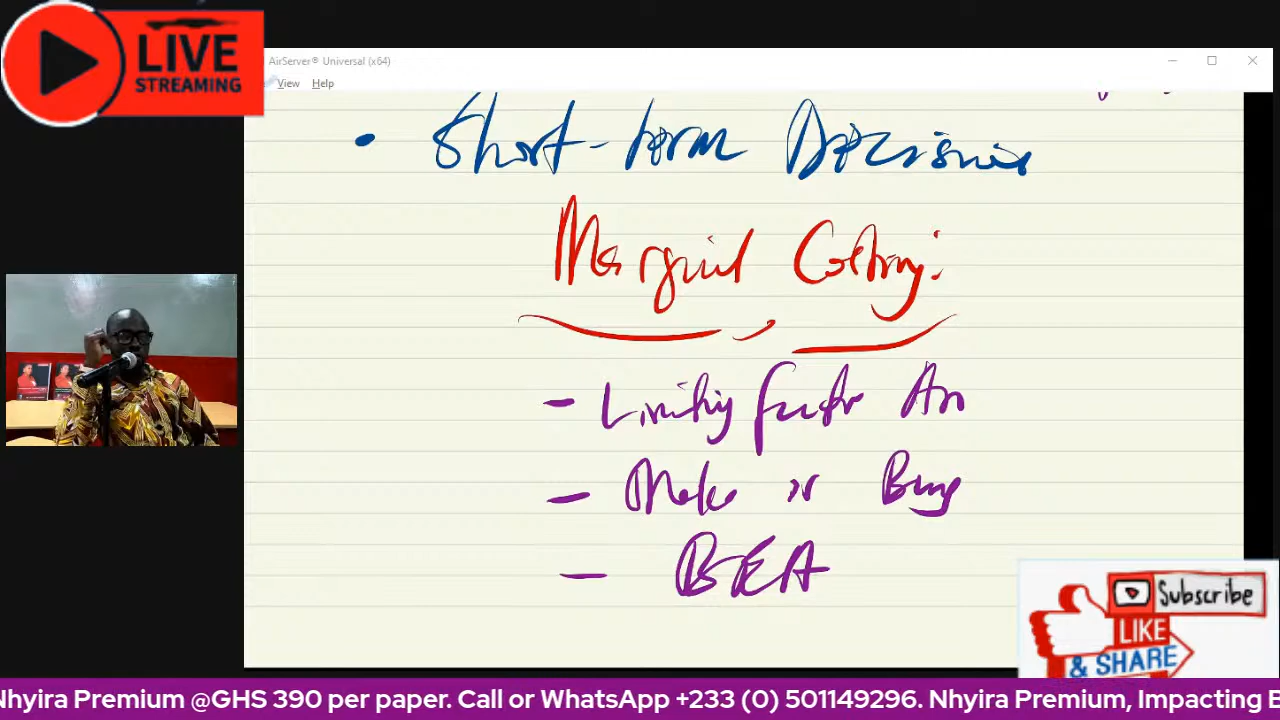 LIVE
STREAMING
AirServer® Universal (x64)
View Help
• Short-term Decisions
Marginal Costing:
- Limiting factor An
- Make or Buy
- BEA
Subscribe
LIKE
& SHARE
Nhyira Premium @GHS 390 per paper. Call or WhatsApp +233 (0) 501149296. Nhyira Premium, Impacting B